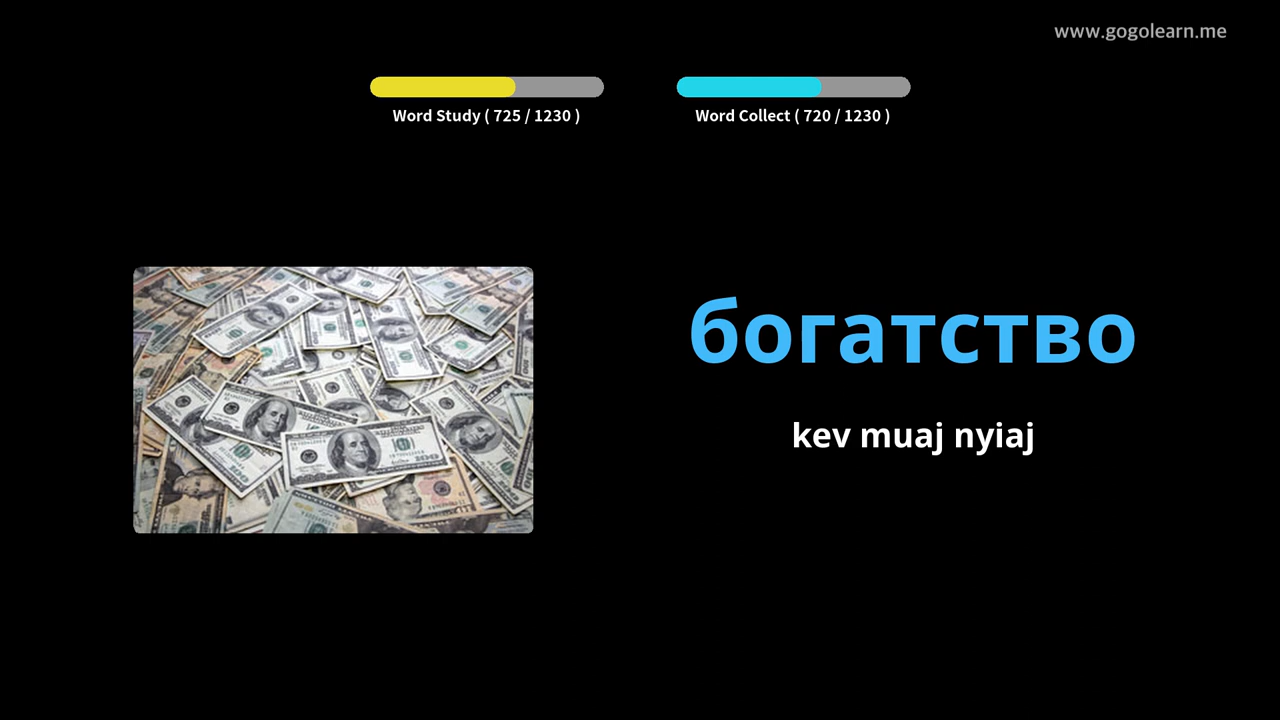 www.gogolearn.me
Word Study ( 725 / 1230 )
Word Collect ( 720 / 1230 )
богатство
kev muaj nyiaj